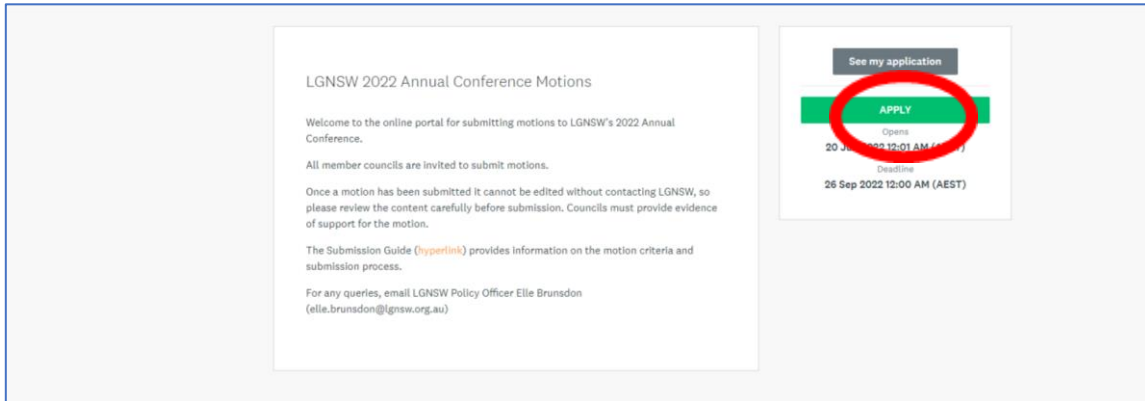 LGNSW 2022 Annual Conference Motions
Welcome to the online portal for submitting motions to LGNSW's 2022 Annual
Conference.
All member councils are invited to submit motions.
Once a motion has been submitted it cannot be edited without contacting LGNSW, so
please review the content carefully before submission. Councils must provide evidence
of support for the motion.
The Submission Guide (hyperlink) provides information on the motion criteria and
submission process.
For any queries, email LGNSW Policy Officer Elle Brunsdon
(elle.brunsdon@lgnsw.org.au)
See my application
APPLY
Opens
20 2022 12:01 AM
Deadline
26 Sep 2022 12:00 AM (AEST)